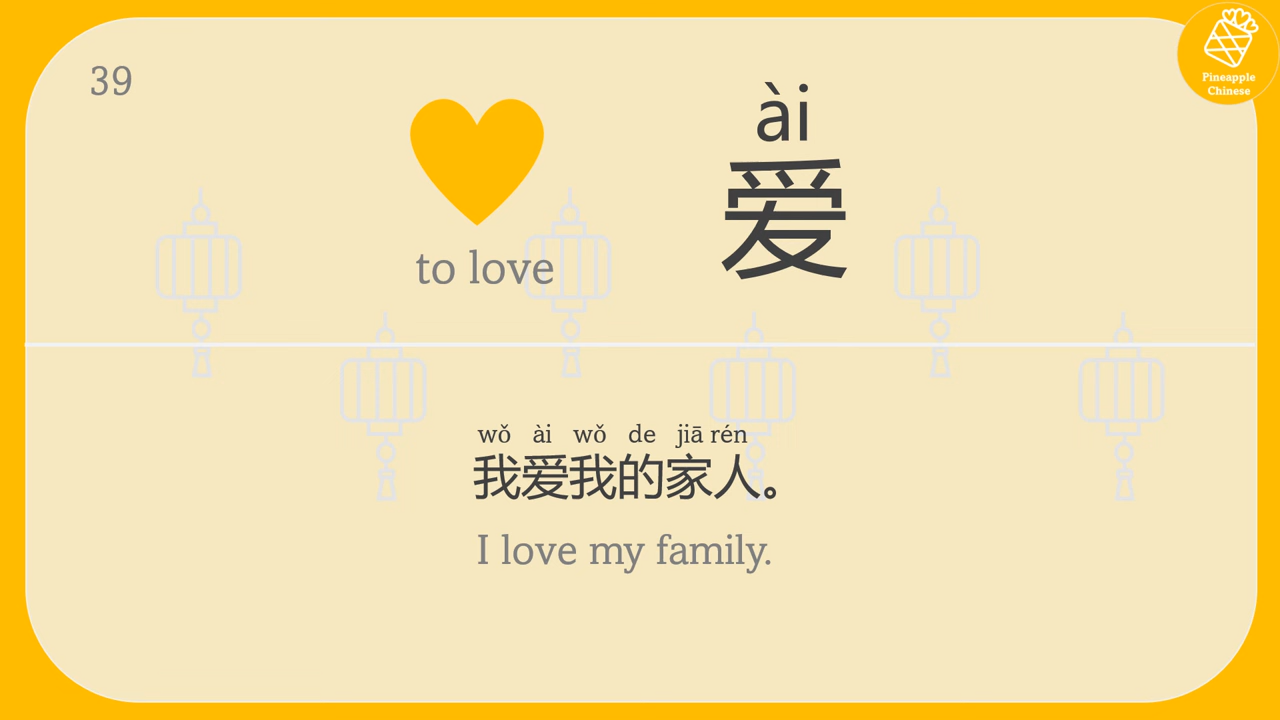 39
Pineapple
Chinese
ài
爱
to love
wǒ ài wǒ de jiā rén
我爱我的家人。
I love my family.